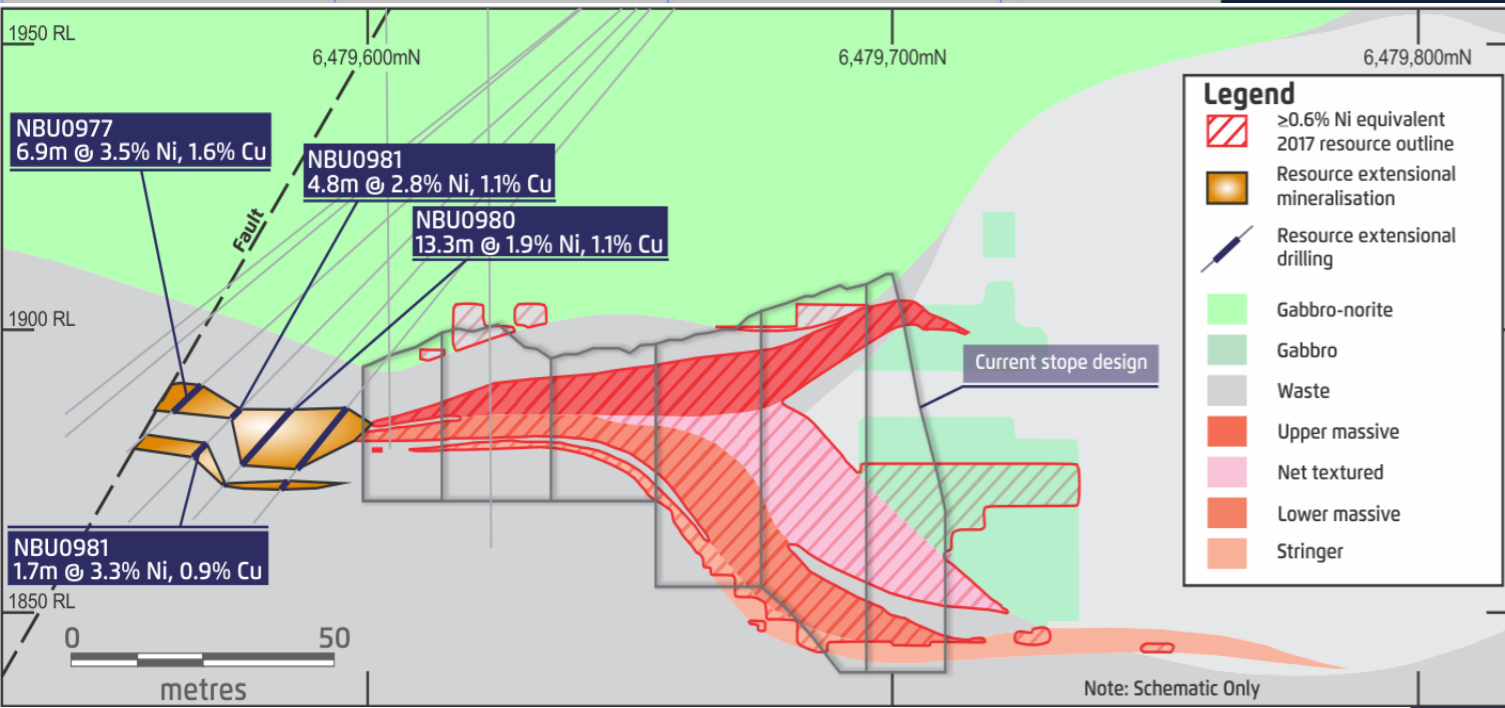 1950 RL
6,479,600mN
6,479,700mN
6,479,800mN
Legend
≥0.6% Ni equivalent
2017 resource outline
Resource extensional
mineralisation
Resource extensional
drilling
Gabbro-norite
Gabbro
Waste
Upper massive
Net textured
Lower massive
Stringer
NBU0977
6.9m @ 3.5% Ni, 1.6% Cu
NBU0981
4.8m @ 2.8% Ni, 1.1% Cu
NBU0980
13.3m @ 1.9% Ni, 1.1% Cu
Fault
1900 RL
Current stope design
NBU0981
1.7m @ 3.3% Ni, 0.9% Cu
1850 RL
0 50
metres
Note: Schematic Only